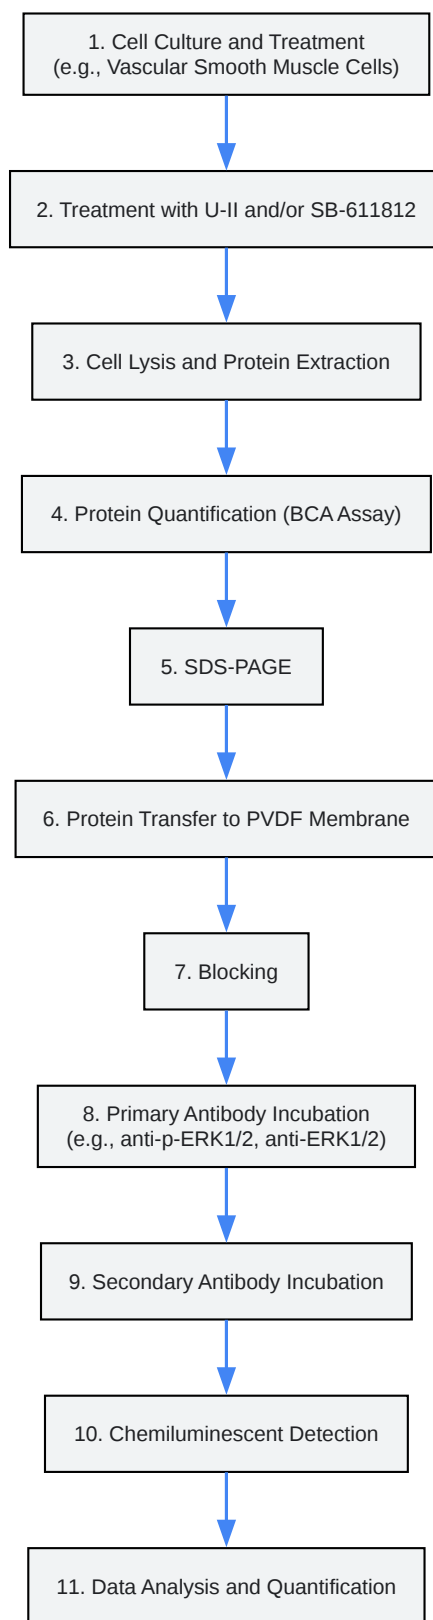 1. Cell Culture and Treatment
(e.g., Vascular Smooth Muscle Cells)
2. Treatment with U-II and/or SB-611812
3. Cell Lysis and Protein Extraction
4. Protein Quantification (BCA Assay)
5. SDS-PAGE
6. Protein Transfer to PVDF Membrane
7. Blocking
8. Primary Antibody Incubation
(e.g., anti-p-ERK1/2, anti-ERK1/2)
9. Secondary Antibody Incubation
10. Chemiluminescent Detection
11. Data Analysis and Quantification